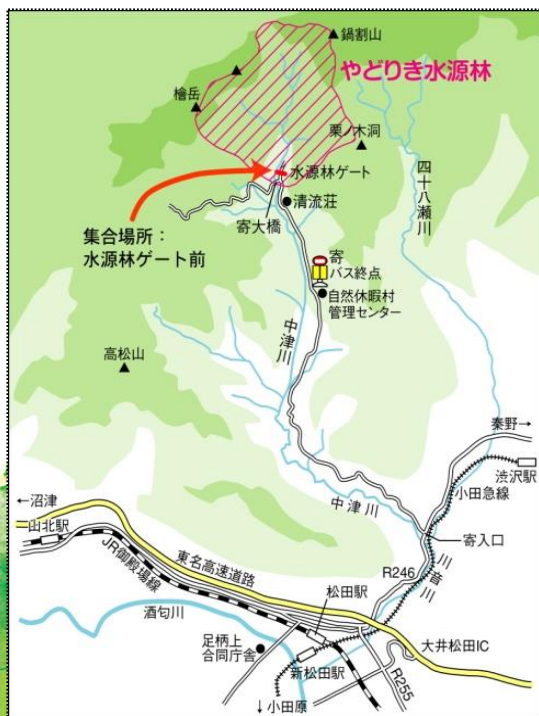 鍋割山
やどりき水源林
檜岳
栗ノ木洞
水源林ゲート
清流荘
寄大橋
四十八瀬川
集合場所：
水源林ゲート前
寄
バス終点
自然休暇村
管理センター
中津川
高松山
秦野→
渋沢駅
小田急線
←沼津
山北駅
中津川
寄入口
東名高速道路
JR御殿場線
R246
川音川
松田駅
酒匂川
足柄上
合同庁舎
大井松田IC
新松田駅
R255
↓小田原